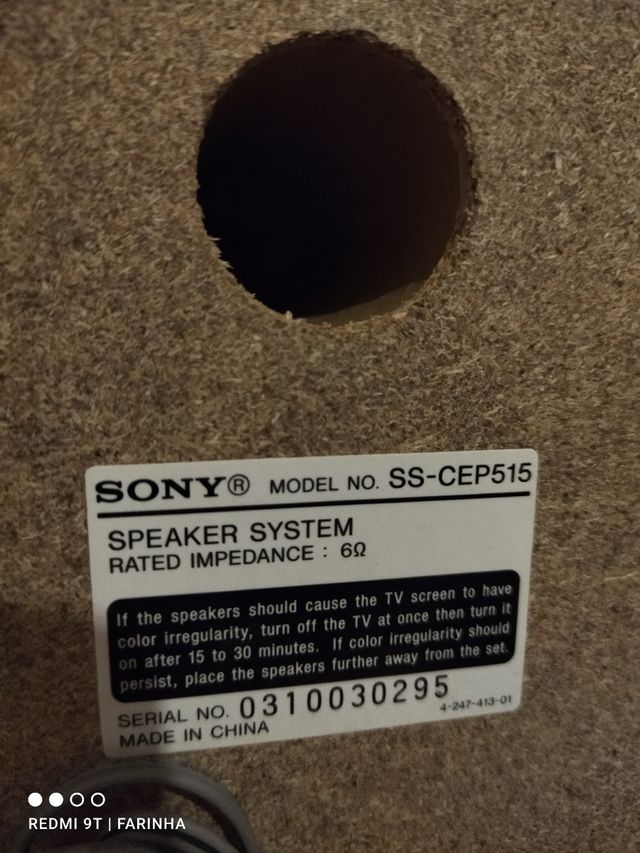 SONY® MODEL NO. SS-CEP515
SPEAKER SYSTEM
RATED IMPEDANCE : 6Ω
If the speakers should cause the TV screen to have
color irregularity, turn off the TV at once then turn it
on after 15 to 30 minutes. If color irregularity should
persist, place the speakers further away from the set.
SERIAL NO. 0310030295
4-247-413-01
MADE IN CHINA
REDMI 9T | FARINHA